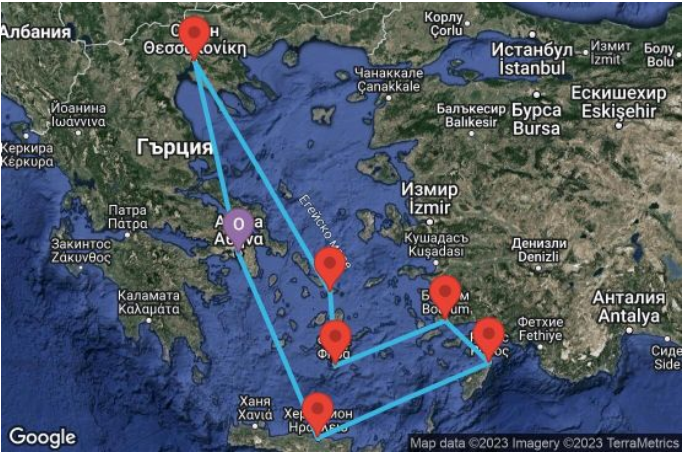 Албания
Θεσσαλονίκη
Корлу
Çorlu
Истанбул
İstanbul
Измит
İzmit
Болу
Bolu
Чанаккале
Çanakkale
Йоанина
Ιωάννινα
Керкира
Κέρκυρα
Гърция
Балъкесир
Balıkesir
Бурса
Bursa
Ескишехир
Eskişehir
Измир
İzmir
Егейско
Патра
Πάτρα
O
Αθήνα
Закинтос
Ζάκυνθος
Кушадасъ
Kuşadası
Денизли
Denizli
Каламата
Καλαμάτα
Фетхие
Fethiye
Анталия
Antalya
Сиде
Side
Ханя
Χανιά
Google
Map data ©2023 Imagery ©2023 TerraMetrics